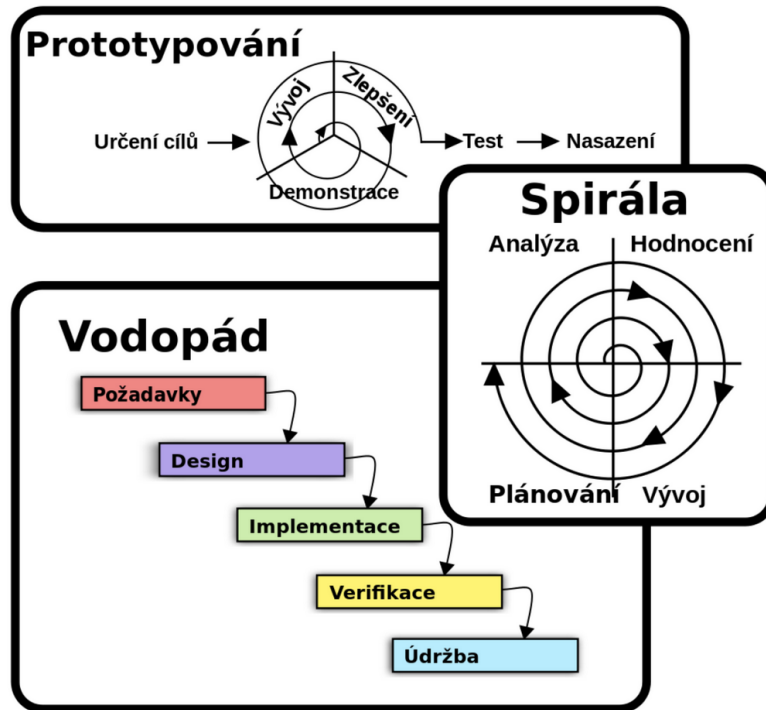 Prototypování
Určení cílů
Vývoj
Zlepšení
Demonstrace
Test
Nasazení
Spirála
Analýza
Hodnocení
Plánování
Vývoj
Vodopád
Požadavky
Design
Implementace
Verifikace
Údržba